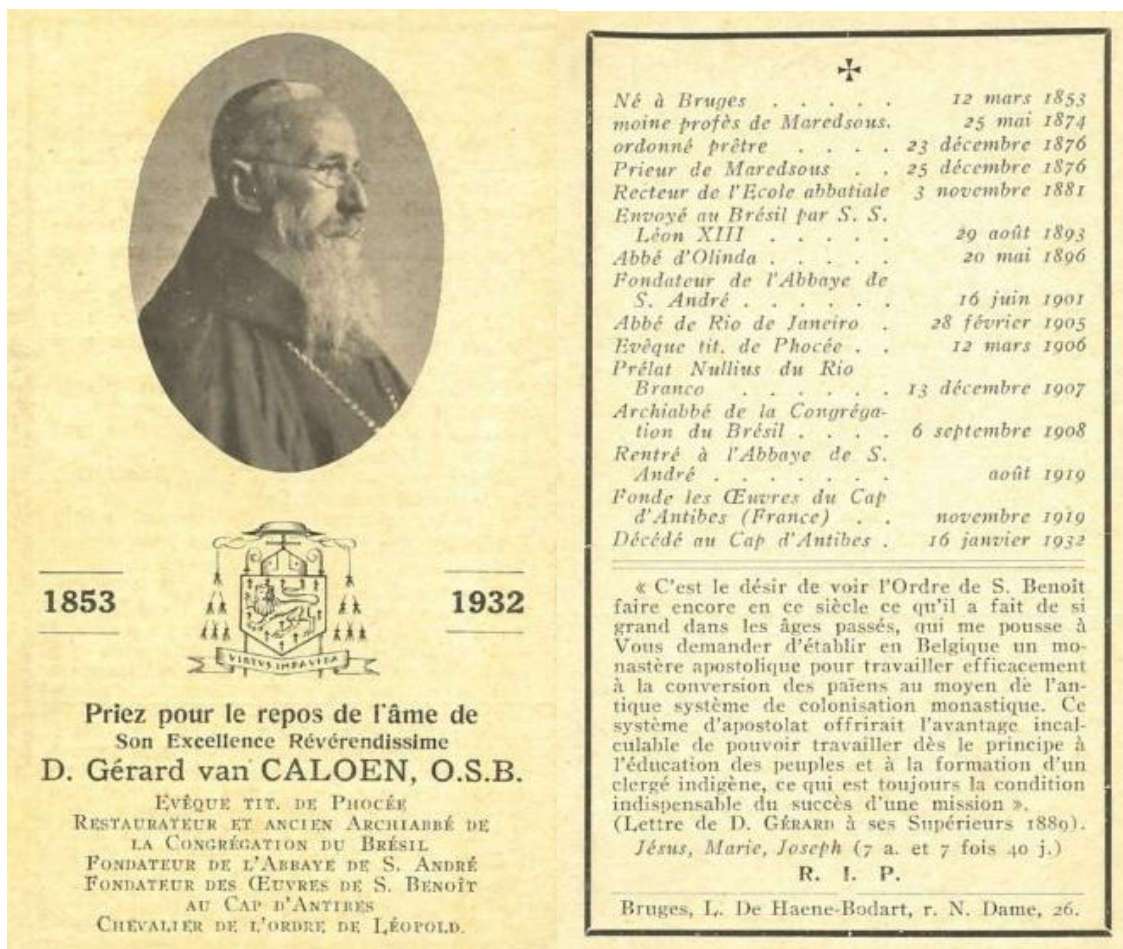 1853
1932
VIRTVS IMPAVIDA
Priez pour le repos de l'âme de
Son Excellence Révérendissime
D. Gérard van CALOEN, O.S.B.
Evêque tit. de Phocée
Restaurateur et ancien Archiabbé de
la Congrégation du Brésil
Fondateur de l'Abbaye de S. André
Fondateur des Œuvres de S. Benoît
au Cap d'Antibes
Chevalier de l'ordre de Léopold.
Né à Bruges . . . . . 12 mars 1853
moine profès de Maredsous. 25 mai 1874
ordonné prêtre . . . . 23 décembre 1876
Prieur de Maredsous . . 25 décembre 1876
Recteur de l'Ecole abbatiale 3 novembre 1881
Envoyé au Brésil par S. S.
Léon XIII . . . . . 29 août 1893
Abbé d'Olinda . . . . . 20 mai 1896
Fondateur de l'Abbaye de
S. André . . . . . . 16 juin 1901
Abbé de Rio de Janeiro . 28 février 1905
Evêque tit. de Phocée . . 12 mars 1906
Prélat Nullius du Rio
Branco . . . . . . 13 décembre 1907
Archiabbé de la Congréga-
tion du Brésil . . . . 6 septembre 1908
Rentré à l'Abbaye de S.
André . . . . . . . août 1919
Fonde les Œuvres du Cap
d'Antibes (France) . . novembre 1919
Décédé au Cap d'Antibes . 16 janvier 1932
« C'est le désir de voir l'Ordre de S. Benoît
faire encore en ce siècle ce qu'il a fait de si
grand dans les âges passés, qui me pousse à
Vous demander d'établir en Belgique un mo-
nastère apostolique pour travailler efficacement
à la conversion des païens au moyen de l'an-
tique système de colonisation monastique. Ce
système d'apostolat offrirait l'avantage incal-
culable de pouvoir travailler dès le principe à
l'éducation des peuples et à la formation d'un
clergé indigène, ce qui est toujours la condition
indispensable du succès d'une mission ».
(Lettre de D. Gérard à ses Supérieurs 1889).
Jésus, Marie, Joseph (7 a. et 7 fois 40 j.)
R. I. P.
Bruges, L. De Haene-Bodart, r. N. Dame, 26.